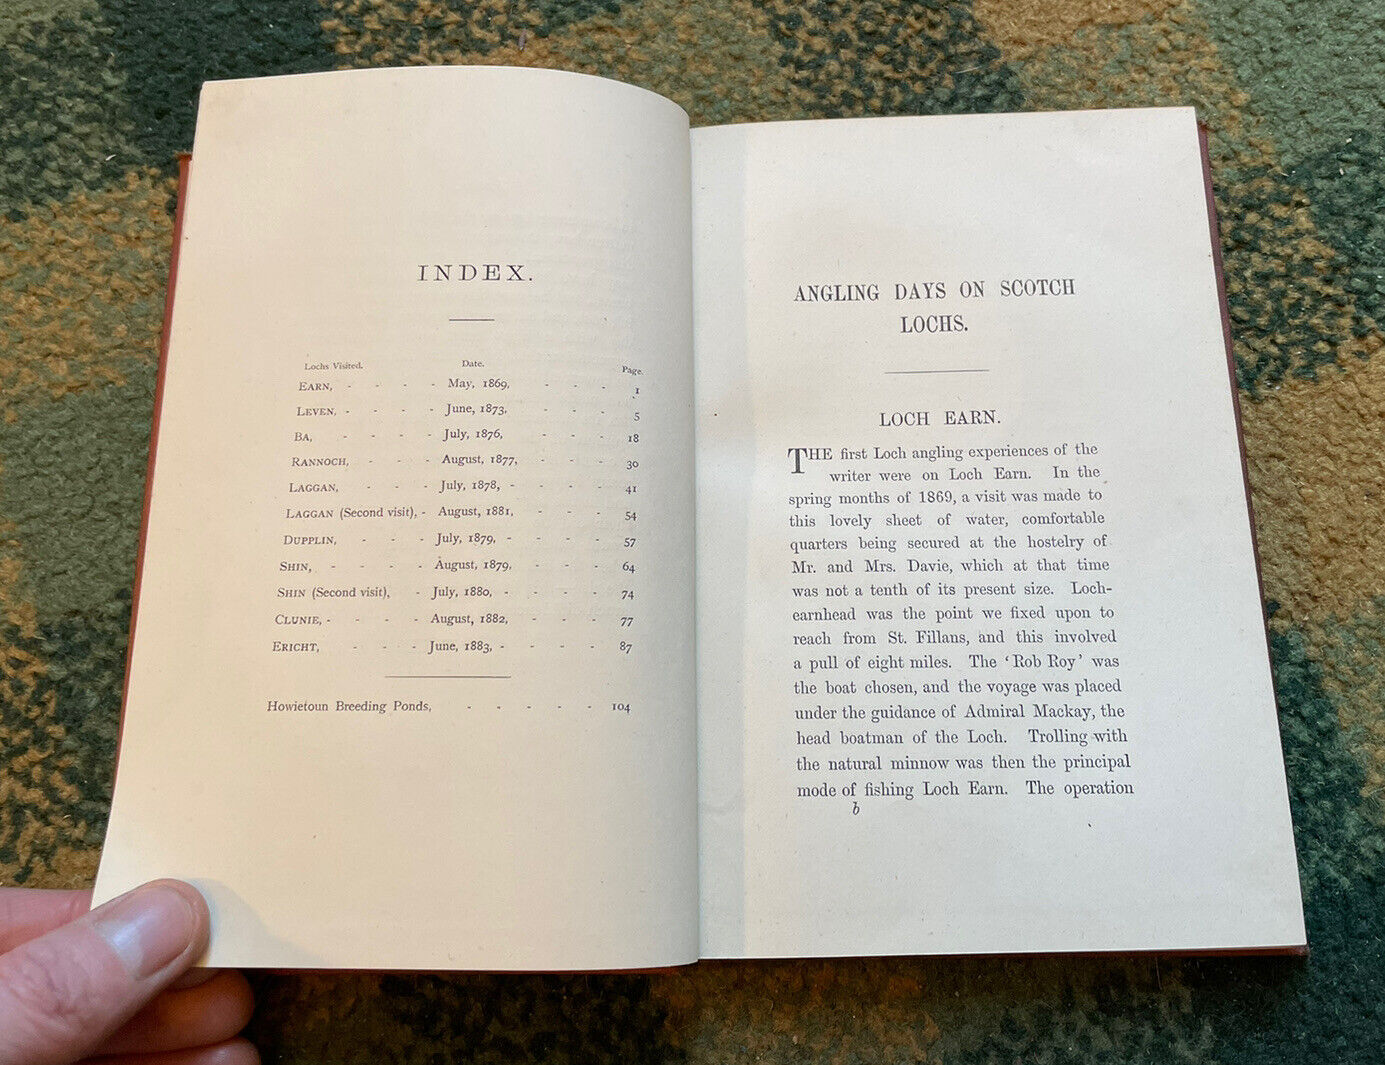 INDEX.
Lochs Visited. Date. Page.
EARN, - - - - May, 1869, - - - 1
LEVEN, - - - - June, 1873, - - - 5
BA, - - - - July, 1876, - - - 18
RANNOCH, - - - August, 1877, - - - 30
LAGGAN, - - - July, 1878, - - - - 41
LAGGAN (Second visit), - August, 1881, - - - 54
DUPPLIN, - - - July, 1879, - - - - 57
SHIN, - - - - August, 1879, - - - 64
SHIN (Second visit), - July, 1880, - - - - 74
CLUNIE, - - - - August, 1882, - - - 77
ERICHT, - - - June, 1883, - - - - 87
Howietoun Breeding Ponds, - - - - - 104
ANGLING DAYS ON SCOTCH
LOCHS.
LOCH EARN.
THE first Loch angling experiences of the
writer were on Loch Earn. In the
spring months of 1869, a visit was made to
this lovely sheet of water, comfortable
quarters being secured at the hostelry of
Mr. and Mrs. Davie, which at that time
was not a tenth of its present size. Loch-
earnhead was the point we fixed upon to
reach from St. Fillans, and this involved
a pull of eight miles. The ‘Rob Roy’ was
the boat chosen, and the voyage was placed
under the guidance of Admiral Mackay, the
head boatman of the Loch. Trolling with
the natural minnow was then the principal
mode of fishing Loch Earn. The operation
b